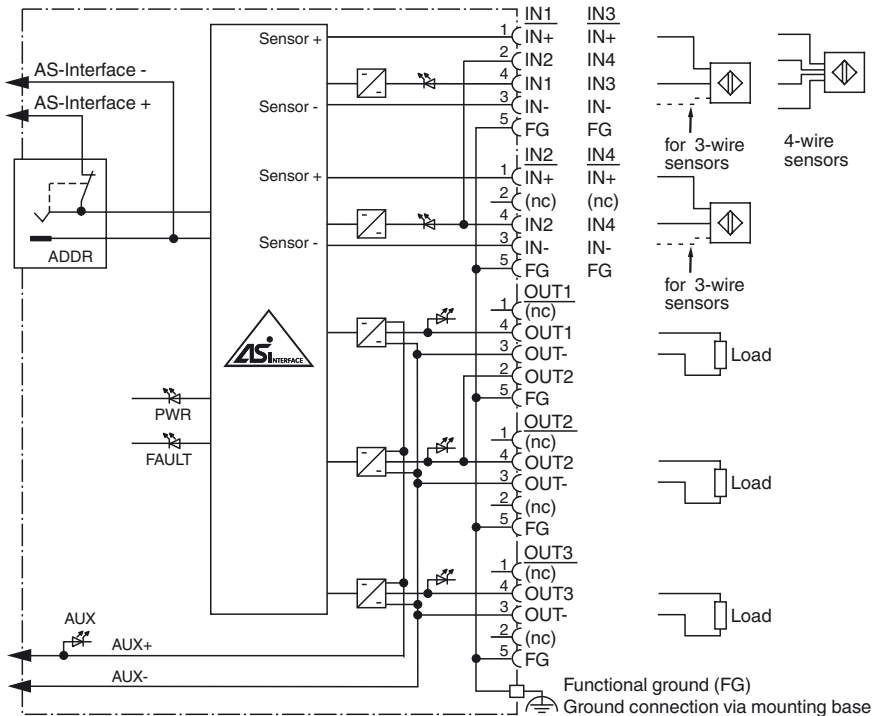 IN1 IN3
Sensor + 1 IN+ IN+
2 IN2 IN4
AS-Interface -
4 IN1 IN3
AS-Interface +
Sensor - 3 IN- IN-
5 FG FG
for 3-wire
sensors
4-wire
sensors
IN2 IN4
Sensor + 1 IN+ IN+
2 (nc) (nc)
4 IN2 IN4
Sensor - 3 IN- IN-
ADDR
5 FG FG
for 3-wire
sensors
OUT1
1 (nc)
4 OUT1
3 OUT-
Load
2 OUT2
5 FG
ASi INTERFACE
PWR
FAULT
OUT2
1 (nc)
4 OUT2
3 OUT-
Load
2 (nc)
5 FG
OUT3
1 (nc)
4 OUT3
3 OUT-
Load
2 (nc)
5 FG
AUX
AUX+
AUX-
Functional ground (FG)
Ground connection via mounting base